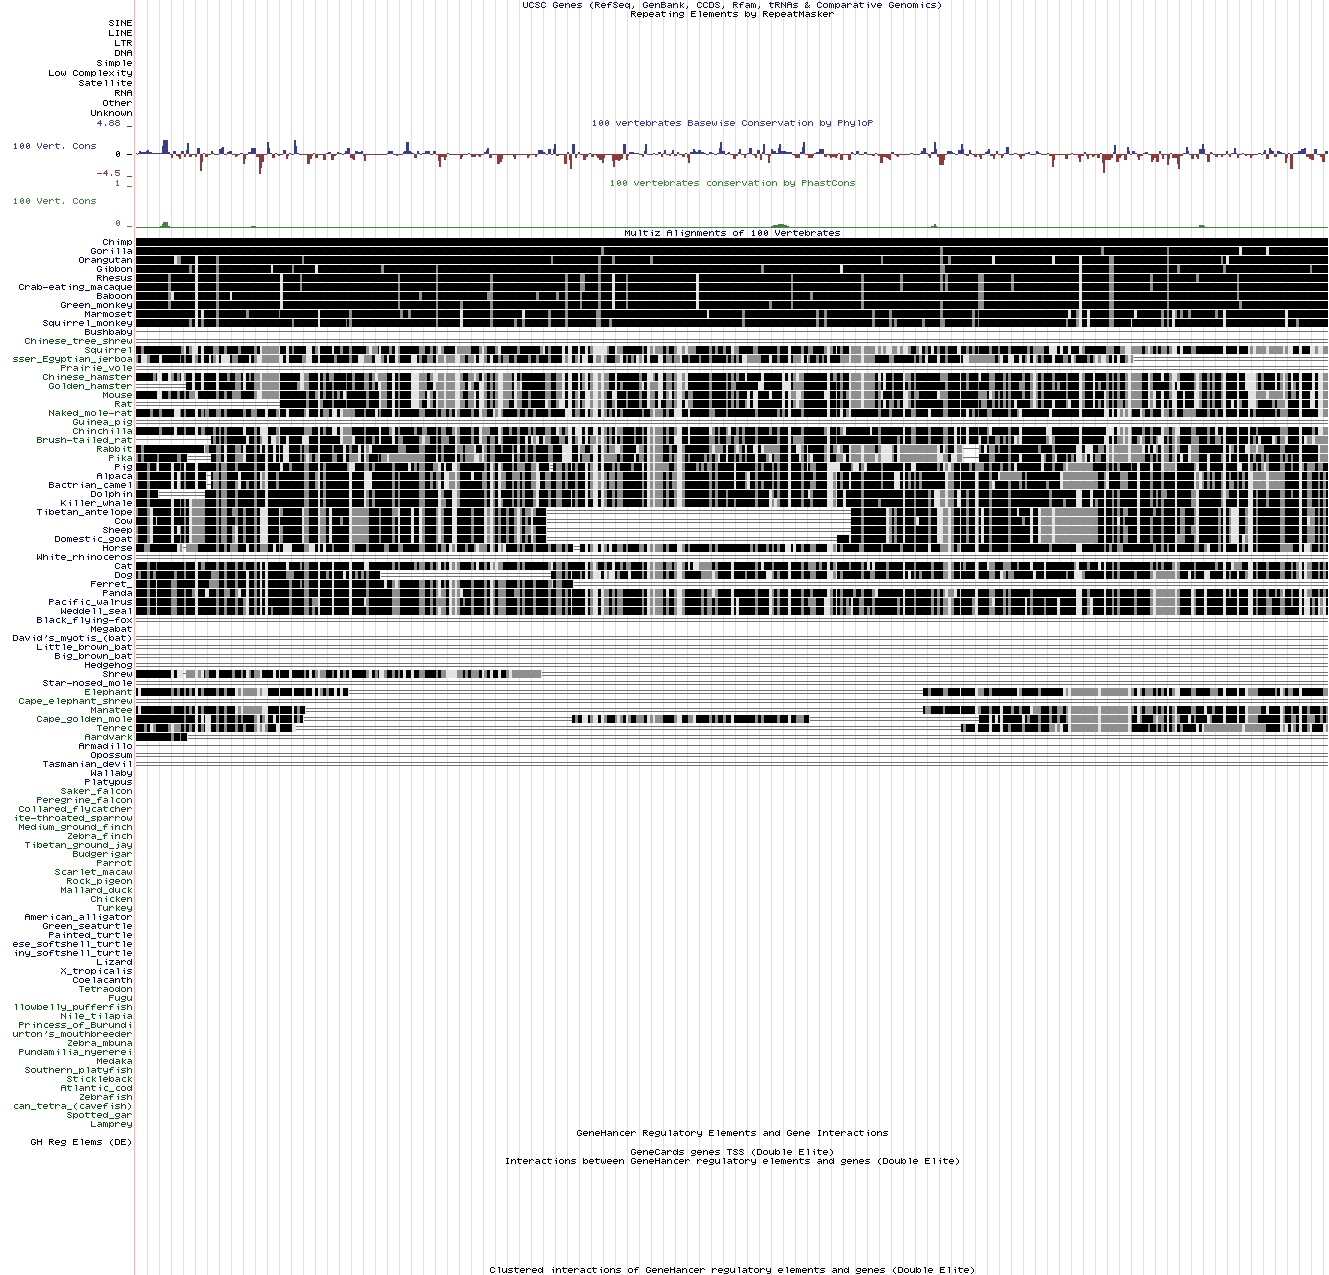 UCSC Genes (RefSeq, GenBank, CCDS, Rfam, tRNAs & Comparative Genomics)
Repeating Elements by RepeatMasker
SINE
LINE
LTR
DNA
Simple
Low Complexity
Satellite
RNA
Other
Unknown
4.88 _
100 vertebrates Basewise Conservation by PhyloP
100 Vert. Cons
0 _
-4.5 _
1 _
100 vertebrates conservation by PhastCons
100 Vert. Cons
0 _
Multiz Alignments of 100 Vertebrates
Chimp
Gorilla
Orangutan
Gibbon
Rhesus
Crab-eating_macaque
Baboon
Green_monkey
Marmoset
Squirrel_monkey
Bushbaby
Chinese_tree_shrew
Squirrel
sser_Egyptian_jerboa
Prairie_vole
Chinese_hamster
Golden_hamster
Mouse
Rat
Naked_mole-rat
Guinea_pig
Chinchilla
Brush-tailed_rat
Rabbit
Pika
Pig
Alpaca
Bactrian_camel
Dolphin
Killer_whale
Tibetan_antelope
Cow
Sheep
Domestic_goat
Horse
White_rhinoceros
Cat
Dog
Ferret_
Panda
Pacific_walrus
Weddell_seal
Black_flying-fox
Megabat
David's_myotis_(bat)
Little_brown_bat
Big_brown_bat
Hedgehog
Shrew
Star-nosed_mole
Elephant
Cape_elephant_shrew
Manatee
Cape_golden_mole
Tenrec
Aardvark
Armadillo
Opossum
Tasmanian_devil
Wallaby
Platypus
Saker_falcon
Peregrine_falcon
Collared_flycatcher
ite-throated_sparrow
Medium_ground_finch
Zebra_finch
Tibetan_ground_jay
Budgerigar
Parrot
Scarlet_macaw
Rock_pigeon
Mallard_duck
Chicken
Turkey
American_alligator
Green_seaturtle
Painted_turtle
ese_softshell_turtle
iny_softshell_turtle
Lizard
X_tropicalis
Coelacanth
Tetraodon
Fugu
llowbelly_pufferfish
Nile_tilapia
Princess_of_Burundi
urton's_mouthbreeder
Zebra_mbuna
Pundamilia_nyererei
Medaka
Southern_platyfish
Stickleback
Atlantic_cod
Zebrafish
can_tetra_(cavefish)
Spotted_gar
Lamprey
GeneHancer Regulatory Elements and Gene Interactions
GH Reg Elems (DE)
GeneCards genes TSS (Double Elite)
Interactions between GeneHancer regulatory elements and genes (Double Elite)
Clustered interactions of GeneHancer regulatory elements and genes (Double Elite)